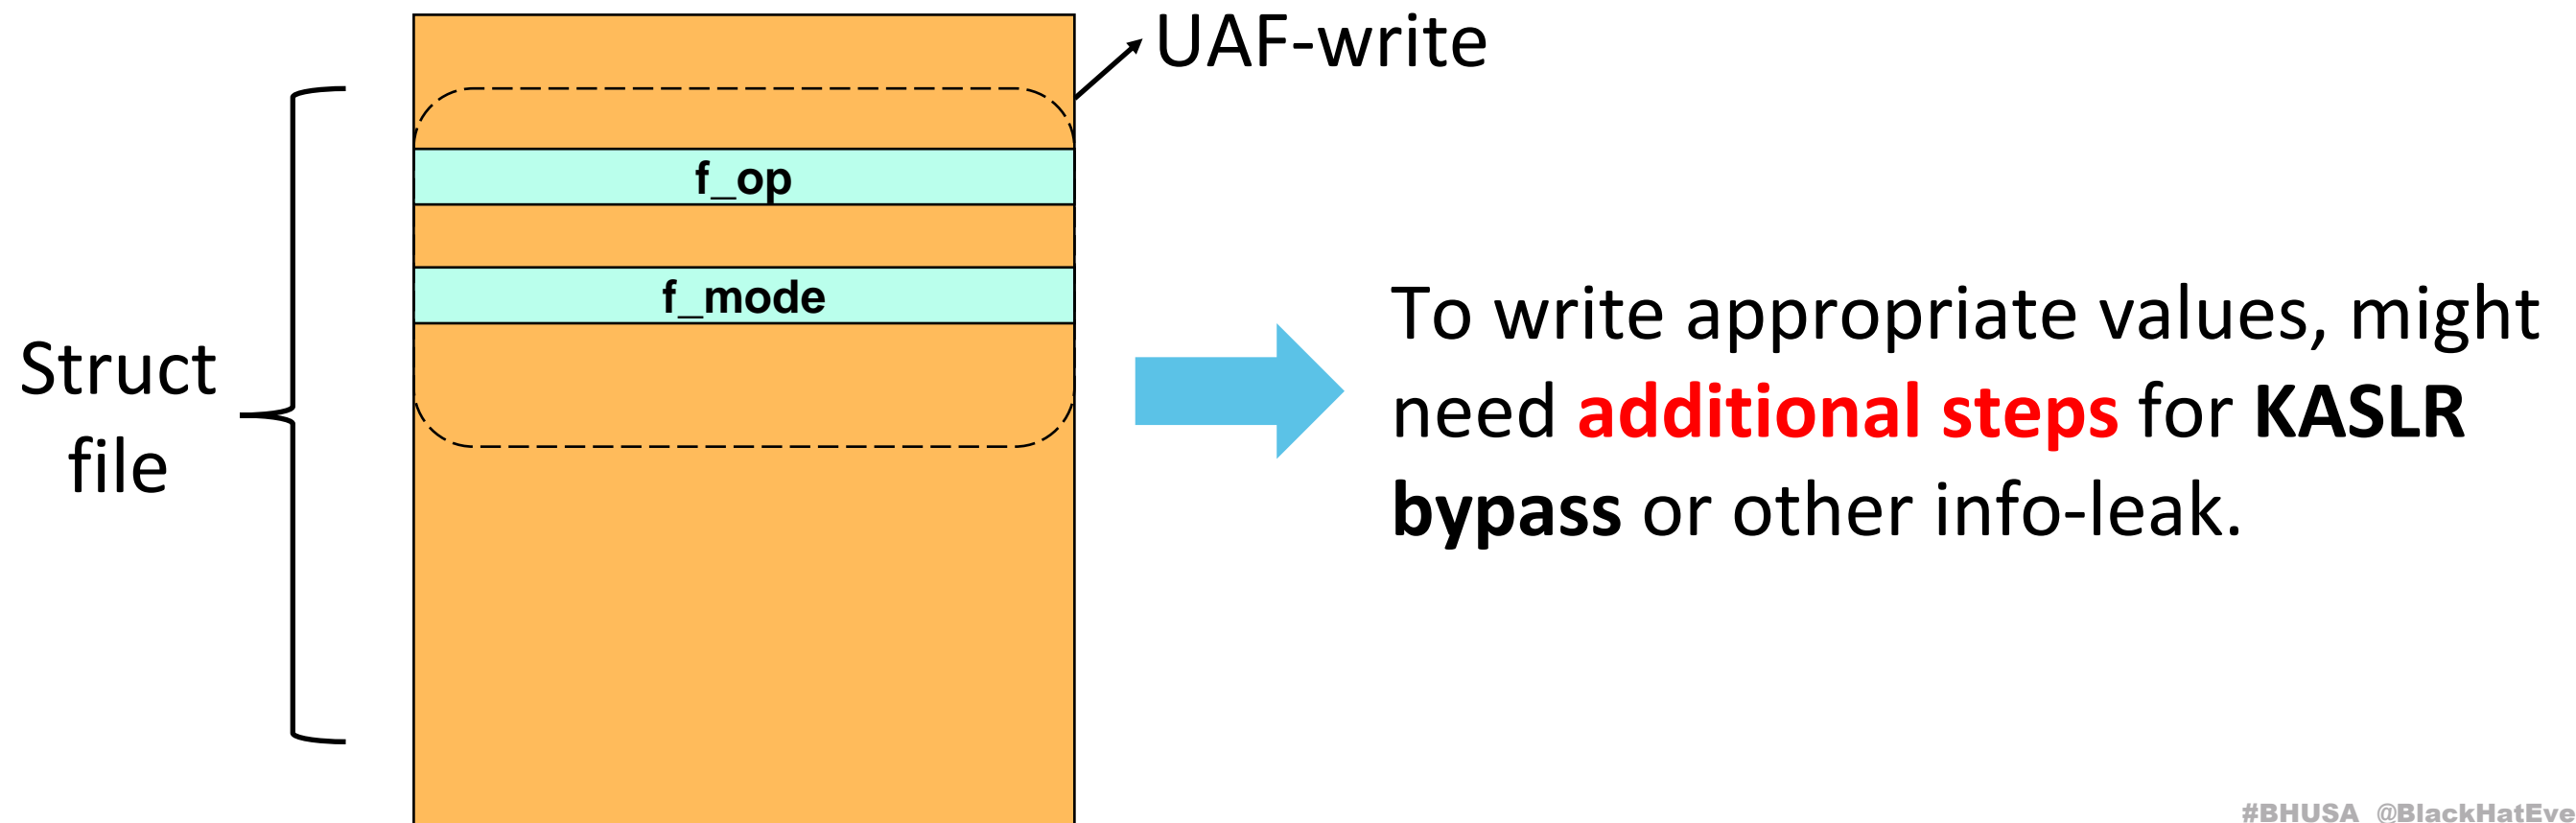 UAF-write
f_op
f_mode
Struct
file
To write appropriate values, might
need additional steps for KASLR
bypass or other info-leak.
#BHUSA @BlackHatEve